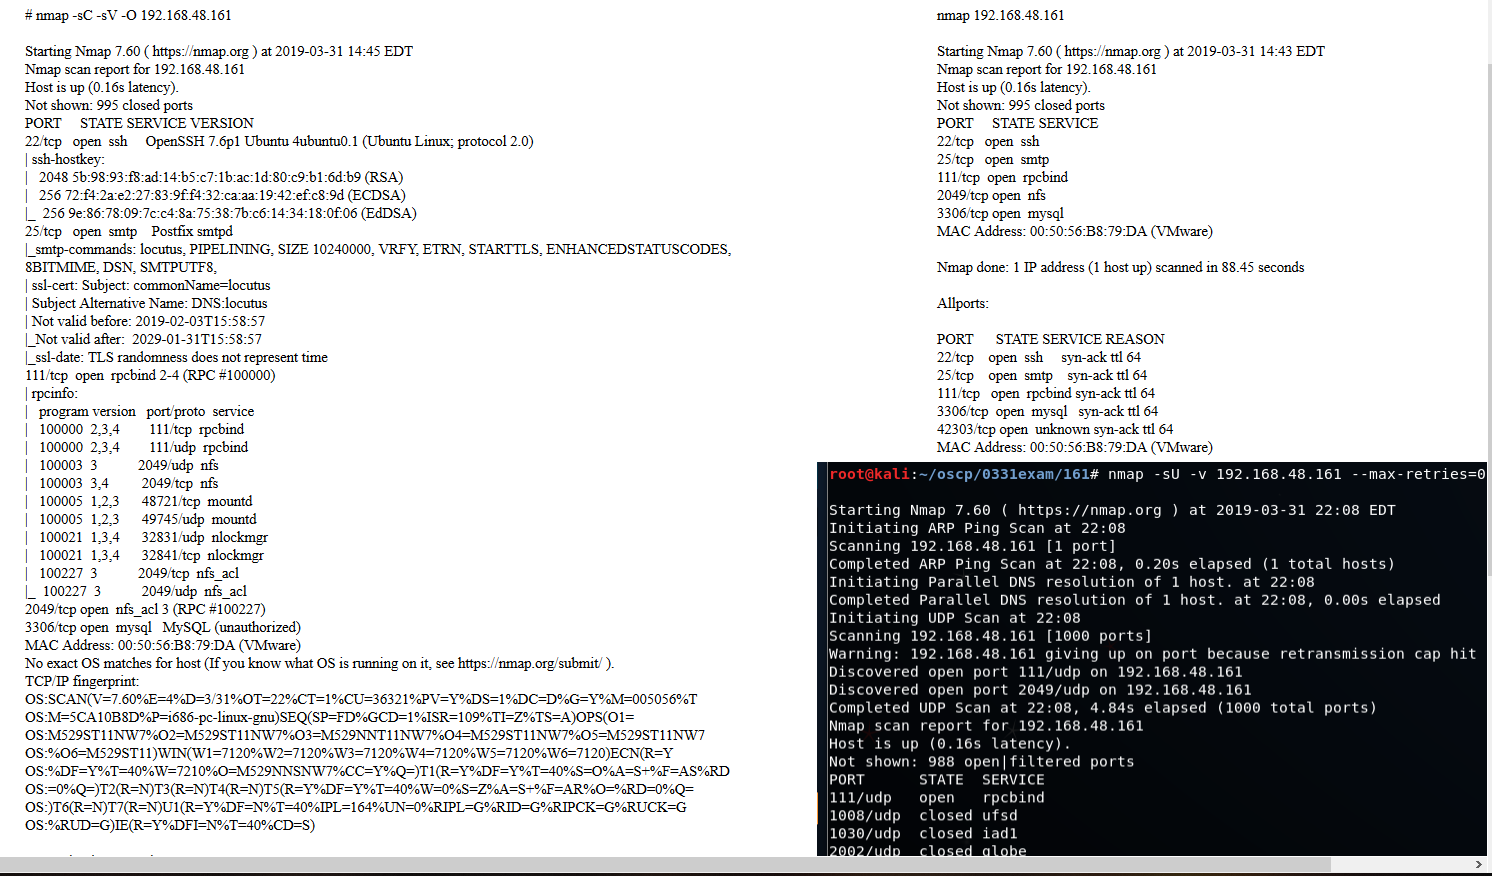 # nmap -sC -sV -O 192.168.48.161
Starting Nmap 7.60 ( https://nmap.org ) at 2019-03-31 14:45 EDT
Nmap scan report for 192.168.48.161
Host is up (0.16s latency).
Not shown: 995 closed ports
PORT STATE SERVICE VERSION
22/tcp open ssh OpenSSH 7.6p1 Ubuntu 4ubuntu0.1 (Ubuntu Linux; protocol 2.0)
| ssh-hostkey:
| 2048 5b:98:93:f8:ad:14:b5:c7:1b:ac:1d:80:c9:b1:6d:b9 (RSA)
| 256 72:f4:2a:e2:27:83:9f:f4:32:ca:aa:19:42:ef:c8:9d (ECDSA)
|_ 256 9e:86:78:09:7c:c4:8a:75:38:7b:c6:14:34:18:0f:06 (EdDSA)
25/tcp open smtp Postfix smtpd
|_smtp-commands: locutus, PIPELINING, SIZE 10240000, VRFY, ETRN, STARTTLS, ENHANCEDSTATUSCODES,
8BITMIME, DSN, SMTPUTF8,
| ssl-cert: Subject: commonName=locutus
| Subject Alternative Name: DNS:locutus
| Not valid before: 2019-02-03T15:58:57
|_Not valid after: 2029-01-31T15:58:57
|_ssl-date: TLS randomness does not represent time
111/tcp open rpcbind 2-4 (RPC #100000)
| rpcinfo:
| program version port/proto service
| 100000 2,3,4 111/tcp rpcbind
| 100000 2,3,4 111/udp rpcbind
| 100003 3 2049/udp nfs
| 100003 3,4 2049/tcp nfs
| 100005 1,2,3 48721/tcp mountd
| 100005 1,2,3 49745/udp mountd
| 100021 1,3,4 32831/udp nlockmgr
| 100021 1,3,4 32841/tcp nlockmgr
| 100227 3 2049/tcp nfs_acl
|_ 100227 3 2049/udp nfs_acl
2049/tcp open nfs_acl 3 (RPC #100227)
3306/tcp open mysql MySQL (unauthorized)
MAC Address: 00:50:56:B8:79:DA (VMware)
No exact OS matches for host (If you know what OS is running on it, see https://nmap.org/submit/ ).
TCP/IP fingerprint:
OS:SCAN(V=7.60%E=4%D=3/31%OT=22%CT=1%CU=36321%PV=Y%DS=1%DC=D%G=Y%M=005056%T
OS:M=5CA10B8D%P=i686-pc-linux-gnu)SEQ(SP=FD%GCD=1%ISR=109%TI=Z%TS=A)OPS(O1=
OS:M529ST11NW7%O2=M529ST11NW7%O3=M529NNT11NW7%O4=M529ST11NW7%O5=M529ST11NW7
OS:%O6=M529ST11)WIN(W1=7120%W2=7120%W3=7120%W4=7120%W5=7120%W6=7120)ECN(R=Y
OS:%DF=Y%T=40%W=7210%O=M529NNSNW7%CC=Y%Q=)T1(R=Y%DF=Y%T=40%S=O%A=S+%F=AS%RD
OS:=0%Q=)T2(R=N)T3(R=N)T4(R=N)T5(R=Y%DF=Y%T=40%W=0%S=Z%A=S+%F=AR%O=%RD=0%Q=
OS:)T6(R=N)T7(R=N)U1(R=Y%DF=N%T=40%IPL=164%UN=0%RIPL=G%RID=G%RIPCK=G%RUCK=G
OS:%RUD=G)IE(R=Y%DFI=N%T=40%CD=S)
nmap 192.168.48.161
Starting Nmap 7.60 ( https://nmap.org ) at 2019-03-31 14:43 EDT
Nmap scan report for 192.168.48.161
Host is up (0.16s latency).
Not shown: 995 closed ports
PORT STATE SERVICE
22/tcp open ssh
25/tcp open smtp
111/tcp open rpcbind
2049/tcp open nfs
3306/tcp open mysql
MAC Address: 00:50:56:B8:79:DA (VMware)
Nmap done: 1 IP address (1 host up) scanned in 88.45 seconds
Allports:
PORT STATE SERVICE REASON
22/tcp open ssh syn-ack ttl 64
25/tcp open smtp syn-ack ttl 64
111/tcp open rpcbind syn-ack ttl 64
3306/tcp open mysql syn-ack ttl 64
42303/tcp open unknown syn-ack ttl 64
MAC Address: 00:50:56:B8:79:DA (VMware)
root@kali:~/oscp/0331exam/161# nmap -sU -v 192.168.48.161 --max-retries=0
Starting Nmap 7.60 ( https://nmap.org ) at 2019-03-31 22:08 EDT
Initiating ARP Ping Scan at 22:08
Scanning 192.168.48.161 [1 port]
Completed ARP Ping Scan at 22:08, 0.20s elapsed (1 total hosts)
Initiating Parallel DNS resolution of 1 host. at 22:08
Completed Parallel DNS resolution of 1 host. at 22:08, 0.00s elapsed
Initiating UDP Scan at 22:08
Scanning 192.168.48.161 [1000 ports]
Warning: 192.168.48.161 giving up on port because retransmission cap hit
Discovered open port 111/udp on 192.168.48.161
Discovered open port 2049/udp on 192.168.48.161
Completed UDP Scan at 22:08, 4.84s elapsed (1000 total ports)
Nmap scan report for 192.168.48.161
Host is up (0.16s latency).
Not shown: 988 open|filtered ports
PORT STATE SERVICE
111/udp open rpcbind
1008/udp closed ufsd
1030/udp closed iad1
2002/udp closed globe